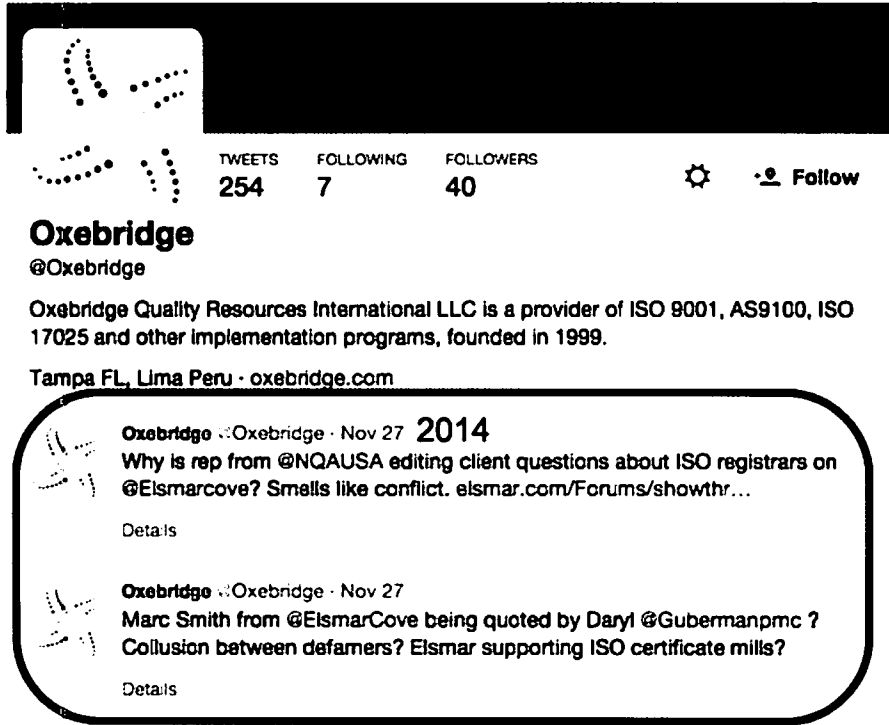 TWEETS FOLLOWING FOLLOWERS
254 7 40
Follow
Oxebridge
@Oxebridge
Oxebridge Quality Resources International LLC is a provider of ISO 9001, AS9100, ISO
17025 and other implementation programs, founded in 1999.
Tampa FL, Lima Peru · oxebridge.com
Oxebridge @Oxebridge · Nov 27 2014
Why is rep from @NQAUSA editing client questions about ISO registrars on
@Elsmarcove? Smells like conflict. elsmar.com/Forums/showthr...
Details
Oxebridge @Oxebridge · Nov 27
Marc Smith from @ElsmarCove being quoted by Daryl @Gubermanpmc ?
Collusion between defamers? Elsmar supporting ISO certificate mills?
Details